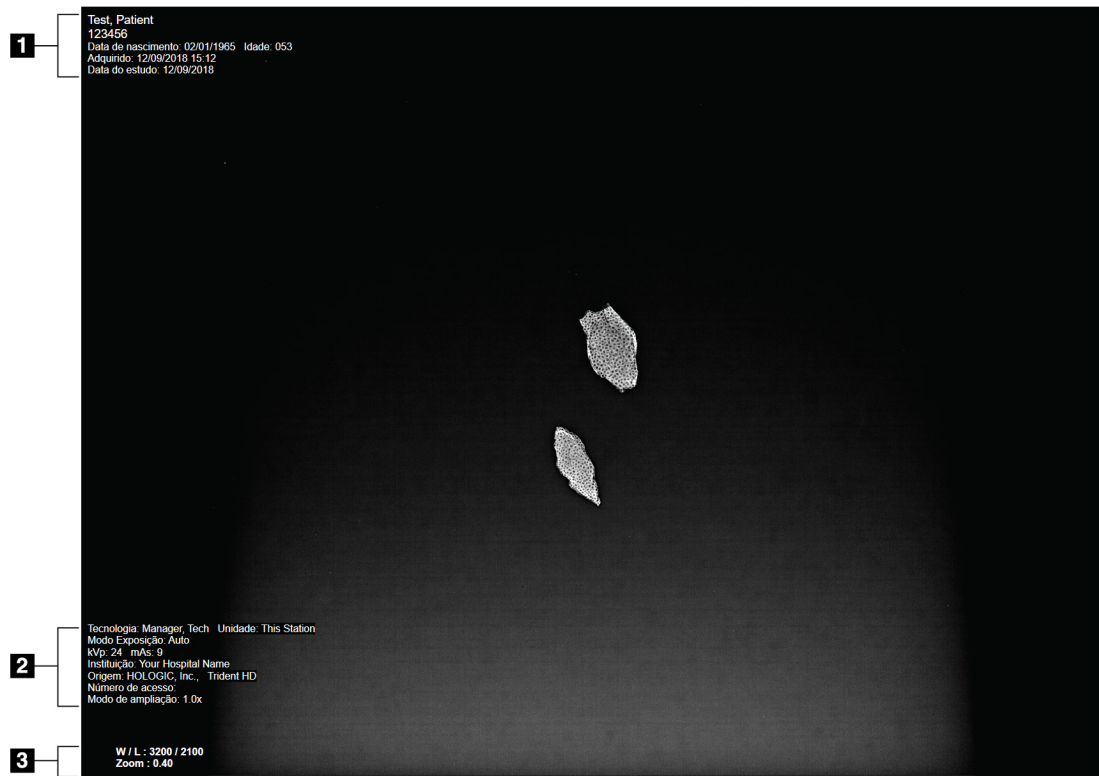 1
Test, Patient
123456
Data de nascimento: 02/01/1965 Idade: 053
Adquirido: 12/09/2018 15:12
Data do estudo: 12/09/2018
2
Tecnologia: Manager, Tech Unidade: This Station
Modo Exposição: Auto
kVp: 24 mAs: 9
Instituição: Your Hospital Name
Origem: HOLOGIC, Inc., Trident HD
Número de acesso:
Modo de ampliação: 1.0x
3
W / L : 3200 / 2100
Zoom : 0.40